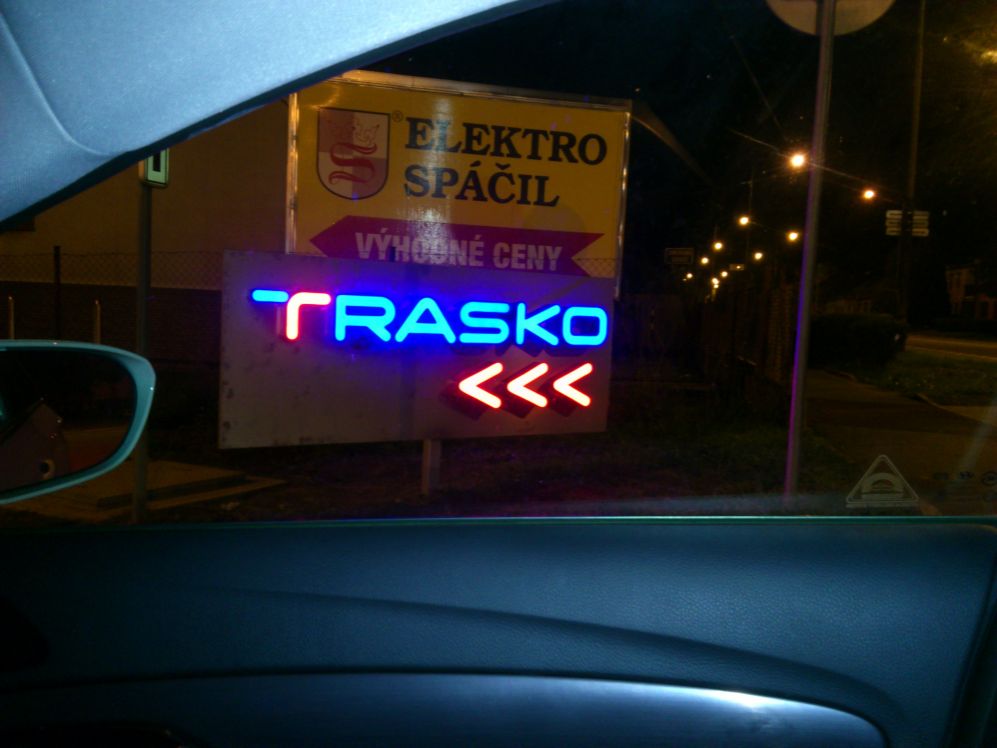 ELEKTRO
SPÁČIL
VÝHODNÉ CENY
TRASKO
<<<